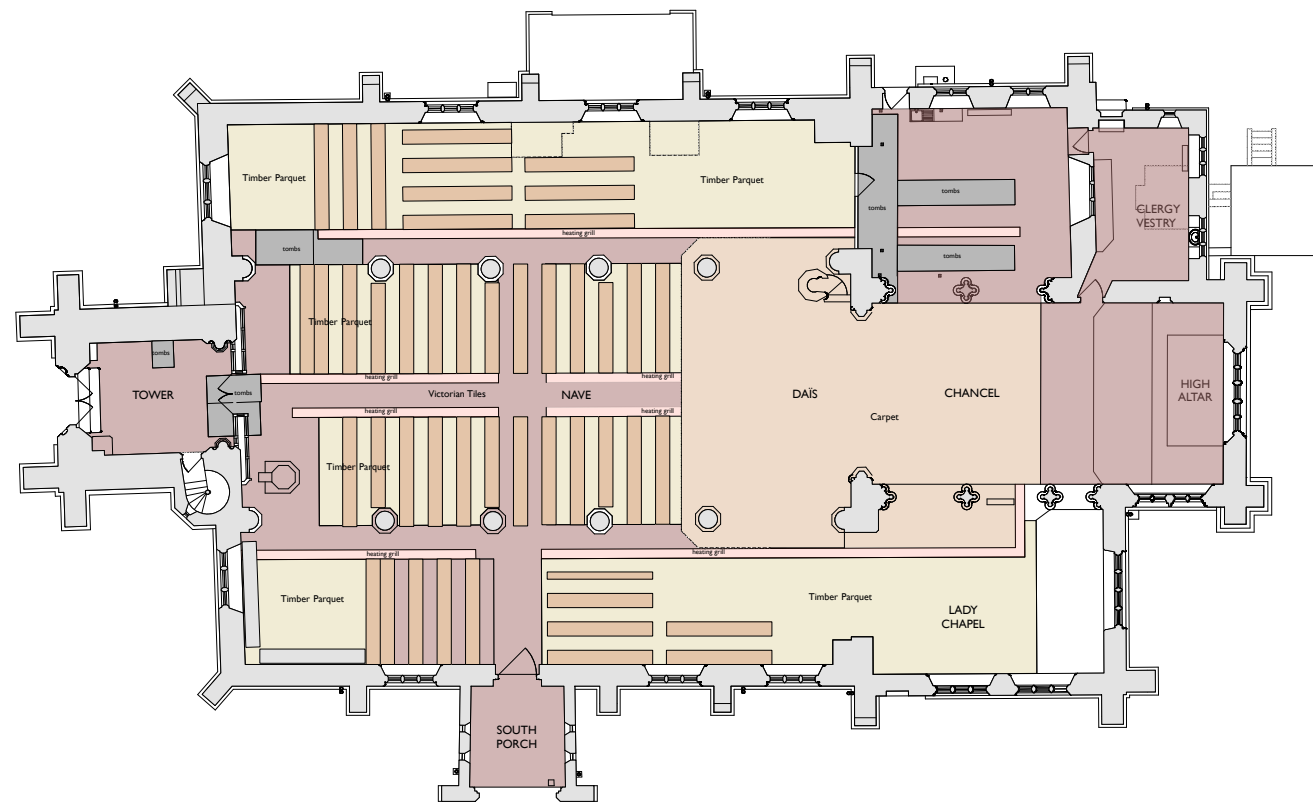 Timber Parquet
Timber Parquet
tombs
tombs
CLERGY
VESTRY
heating grill
tombs
tombs
Timber Parquet
tombs
heating grill
heating grill
TOWER
tombs
Victorian Tiles
NAVE
DAÏS
CHANCEL
HIGH
ALTAR
heating grill
heating grill
Carpet
Timber Parquet
heating grill
heating grill
Timber Parquet
Timber Parquet
LADY
CHAPEL
SOUTH
PORCH